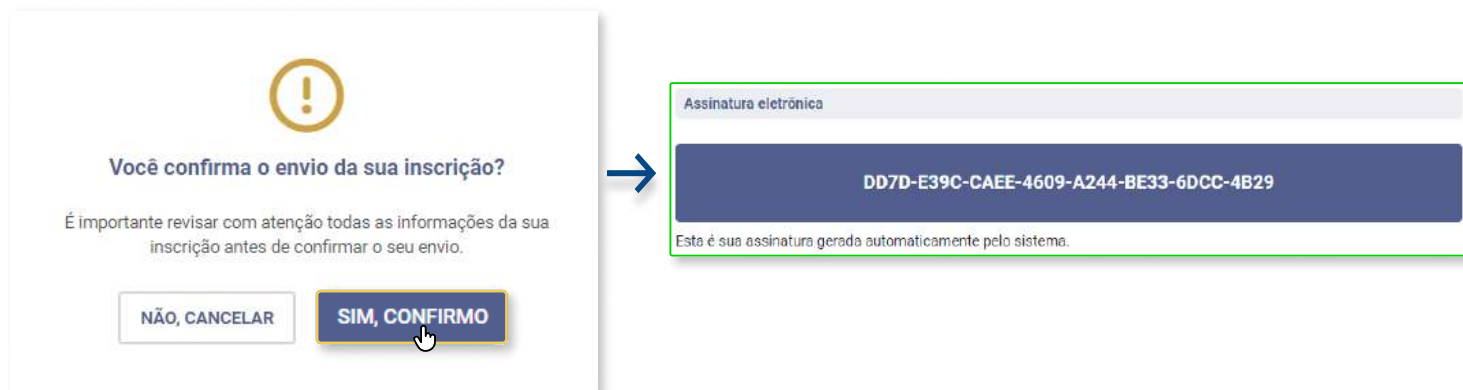 Você confirma o envio da sua inscrição?
É importante revisar com atenção todas as informações da sua
inscrição antes de confirmar o seu envio.
NÃO, CANCELAR
SIM, CONFIRMO
Assinatura eletrônica
DD7D-E39C-CAEE-4609-A244-BE33-6DCC-4B29
Esta é sua assinatura gerada automaticamente pelo sistema.